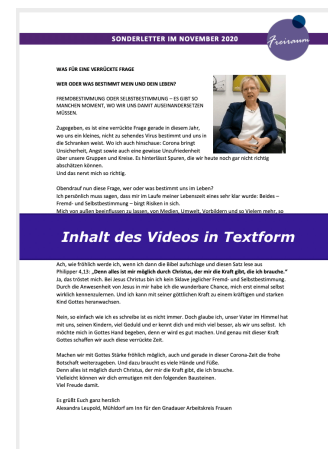 SONDERLETTER IM NOVEMBER 2020
Freiraum
WAS FÜR EINE VERRÜCKTE FRAGE
WER ODER WAS BESTIMMT MEIN UND DEIN LEBEN?
FREMDBESTIMMUNG ODER SELBSTBESTIMMUNG – ES GIBT SO
MANCHEN MOMENT, WO WIR UNS DAMIT AUSEINANDERSETZEN
MÜSSEN.
Zugegeben, es ist eine verrückte Frage gerade in diesem Jahr,
wo uns ein kleines, nicht zu sehendes Virus bestimmt und uns in
die Schranken weist. Wo ich auch hinschaue: Corona bringt
Unsicherheit, Angst sowie auch eine gewisse Unzufriedenheit
über unsere Gruppen und Kreise. Es hinterlässt Spuren, die wir heute noch gar nicht richtig
abschätzen können.
Und das nervt mich so richtig.
Obendrauf nun diese Frage, wer oder was bestimmt uns im Leben?
Ich persönlich muss sagen, dass mir im Laufe meiner Lebenszeit eines sehr klar wurde: Beides –
Fremd- und Selbstbestimmung – birgt Risiken in sich.
Mich von außen beeinflussen zu lassen, von Medien, Umwelt, Vorbildern und so Vielem mehr, so
Inhalt des Videos in Textform
Ach, wie fröhlich werde ich, wenn ich dann die Bibel aufschlage und diesen Satz lese aus
Philipper 4,13: „Denn alles ist mir möglich durch Christus, der mir die Kraft gibt, die ich brauche.“
Ja, das tröstet mich. Bei Jesus Christus bin ich kein Sklave jeglicher Fremd- und Selbstbestimmung.
Durch die Anwesenheit von Jesus in mir habe ich die wunderbare Chance, mich erst einmal selbst
wirklich kennenzulernen. Und ich kann mit seiner göttlichen Kraft zu einem kräftigen und starken
Kind Gottes heranwachsen.
Nein, so einfach wie ich es schreibe ist es nicht immer. Doch glaube ich, unser Vater im Himmel hat
mit uns, seinen Kindern, viel Geduld und er kennt dich und mich viel besser, als wir uns selbst. Ich
möchte mich in Gottes Hand begeben, denn er wird es gut machen. Und genau mit dieser Kraft
Gottes schaffen wir auch diese verrückte Zeit.
Machen wir mit Gottes Stärke fröhlich möglich, auch und gerade in dieser Corona-Zeit die frohe
Botschaft weiterzugeben: Und dazu braucht es viele Hände und Füße.
Denn alles ist mir möglich durch Christus, der mir die Kraft gibt, die ich brauche.
Vielleicht können wir dich ermutigen mit den folgenden Bausteinen.
Viel Freude damit.
Es grüßt Euch ganz herzlich
Alexandra Leupold, Mühldorf am Inn für den Gnadauer Arbeitskreis Frauen